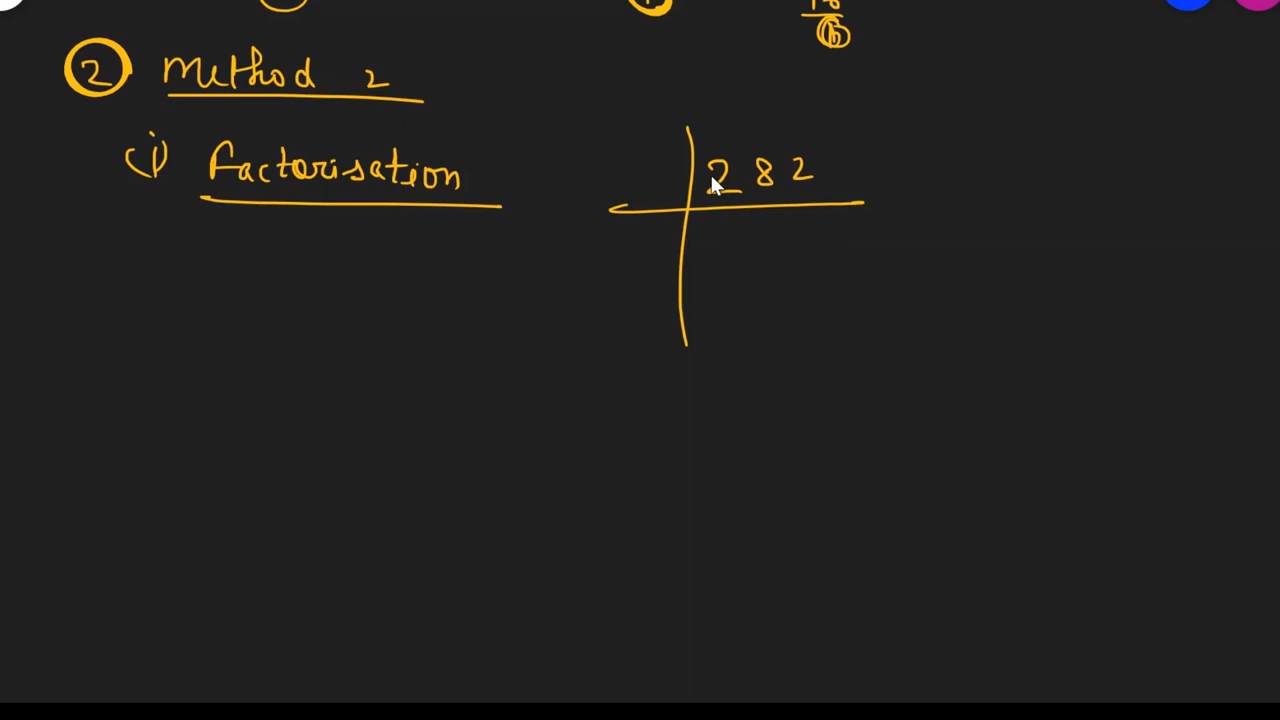 ② Method 2
(i) Factorisation
2 8 2